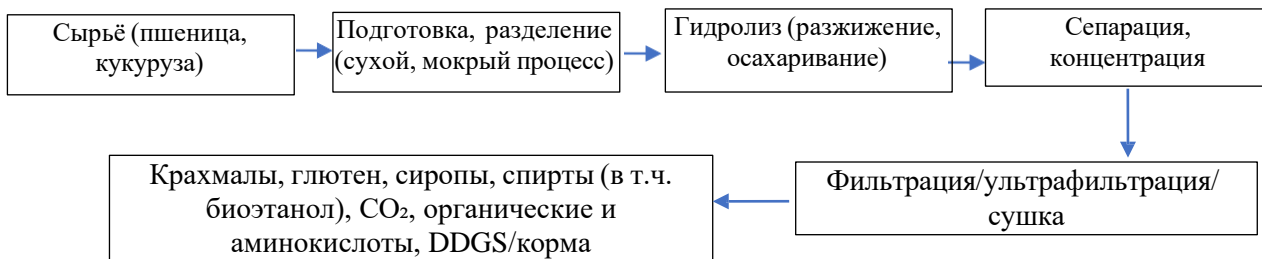 Сырьё (пшеница,
кукуруза)
Подготовка, разделение
(сухой, мокрый процесс)
Гидролиз (разжижение,
осахаривание)
Сепарация,
концентрация
Фильтрация/ультрафильтрация/
сушка
Крахмалы, глютен, сиропы, спирты (в т.ч.
биоэтанол), CO₂, органические и
аминокислоты, DDGS/корма